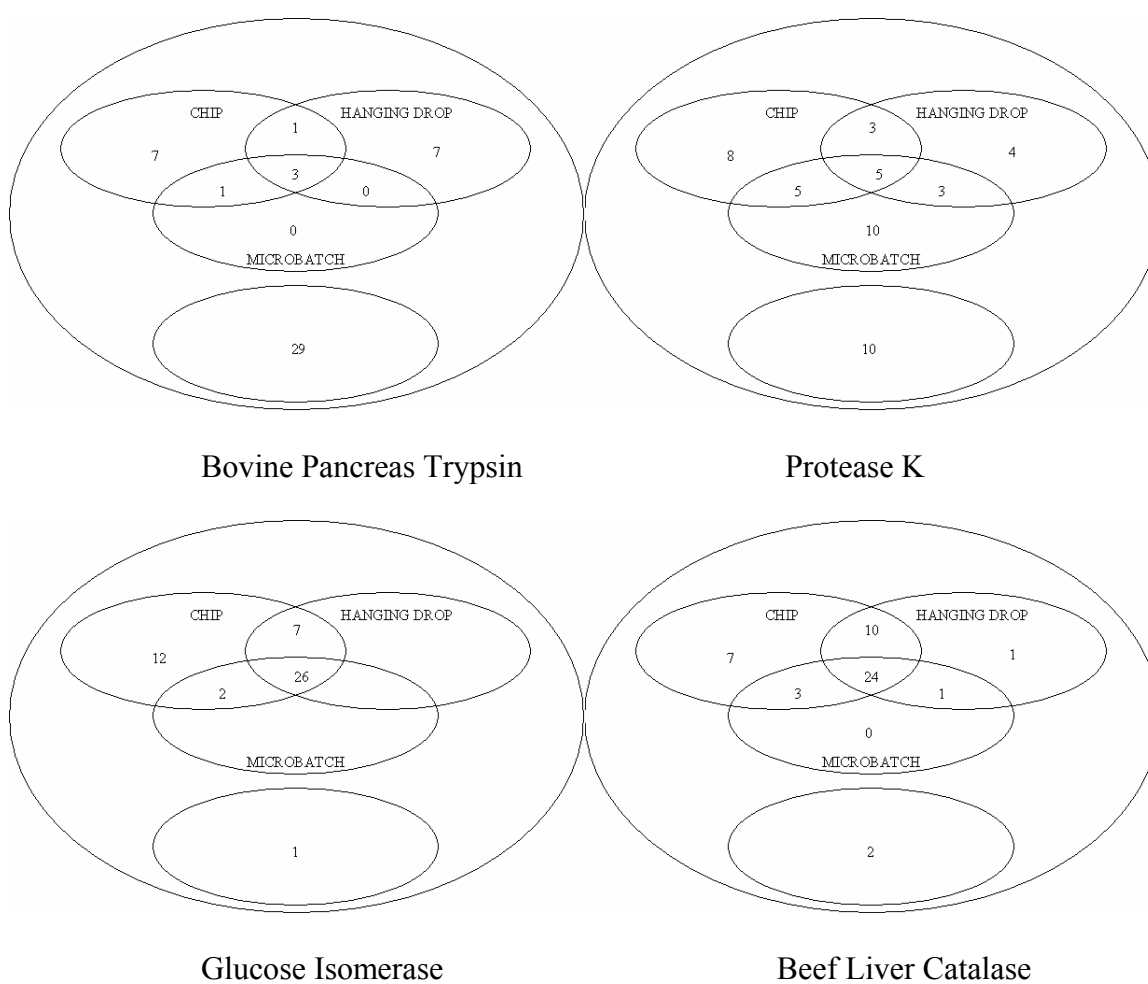 CHIP HANGING DROP
1
7 7
3
1 0
0
MICROBATCH
29
Bovine Pancreas Trypsin
CHIP HANGING DROP
3
8 4
5
5 3
10
MICROBATCH
10
Protease K
CHIP HANGING DROP
7
12
26
2
MICROBATCH
1
Glucose Isomerase
CHIP HANGING DROP
10
7 1
24
3 1
0
MICROBATCH
2
Beef Liver Catalase